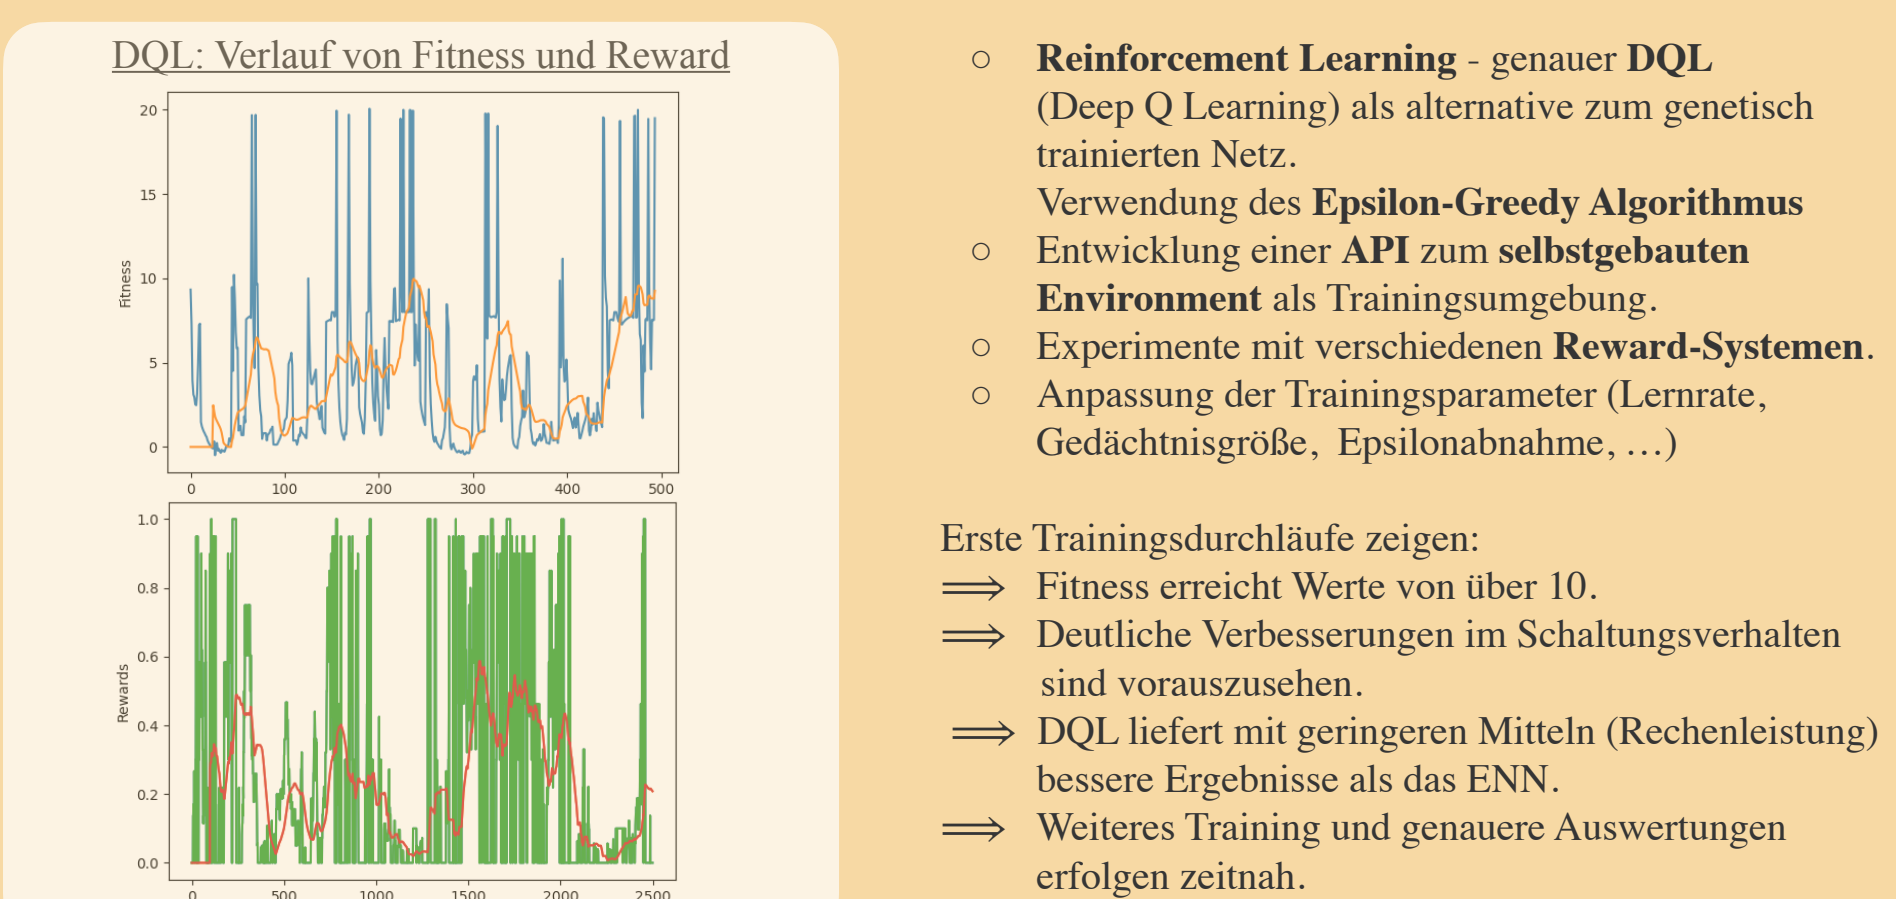 DQL: Verlauf von Fitness und Reward
20
15
10
5
0
Fitness
0 100 200 300 400 500
1.0
0.8
0.6
0.4
0.2
0.0
Rewards
0 500 1000 1500 2000 2500
○ Reinforcement Learning - genauer DQL
(Deep Q Learning) als alternative zum genetisch
trainierten Netz.
Verwendung des Epsilon-Greedy Algorithmus
○ Entwicklung einer API zum selbstgebauten
Environment als Trainingsumgebung.
○ Experimente mit verschiedenen Reward-Systemen.
○ Anpassung der Trainingsparameter (Lernrate,
Gedächtnisgröße, Epsilonabnahme, …)
Erste Trainingsdurchläufe zeigen:
⟹ Fitness erreicht Werte von über 10.
⟹ Deutliche Verbesserungen im Schaltungsverhalten
sind vorauszusehen.
⟹ DQL liefert mit geringeren Mitteln (Rechenleistung)
bessere Ergebnisse als das ENN.
⟹ Weiteres Training und genauere Auswertungen
erfolgen zeitnah.